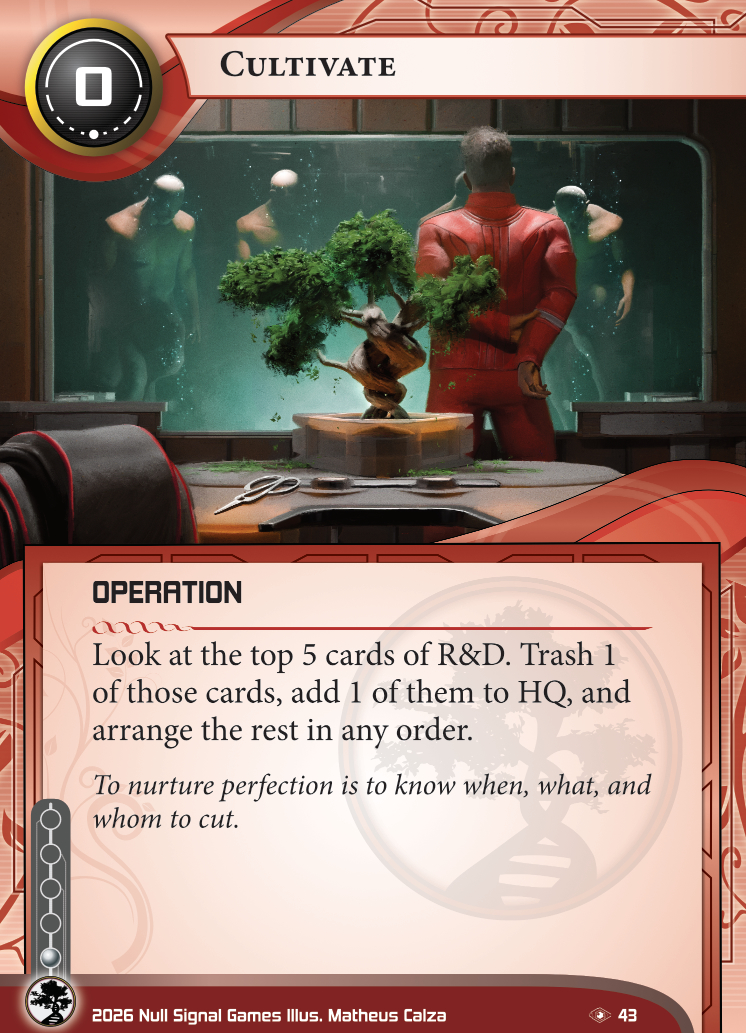 0
Cultivate
OPERATION
Look at the top 5 cards of R&D. Trash 1
of those cards, add 1 of them to HQ, and
arrange the rest in any order.
To nurture perfection is to know when, what, and
whom to cut.
2026 Null Signal Games Illus. Matheus Calza
43